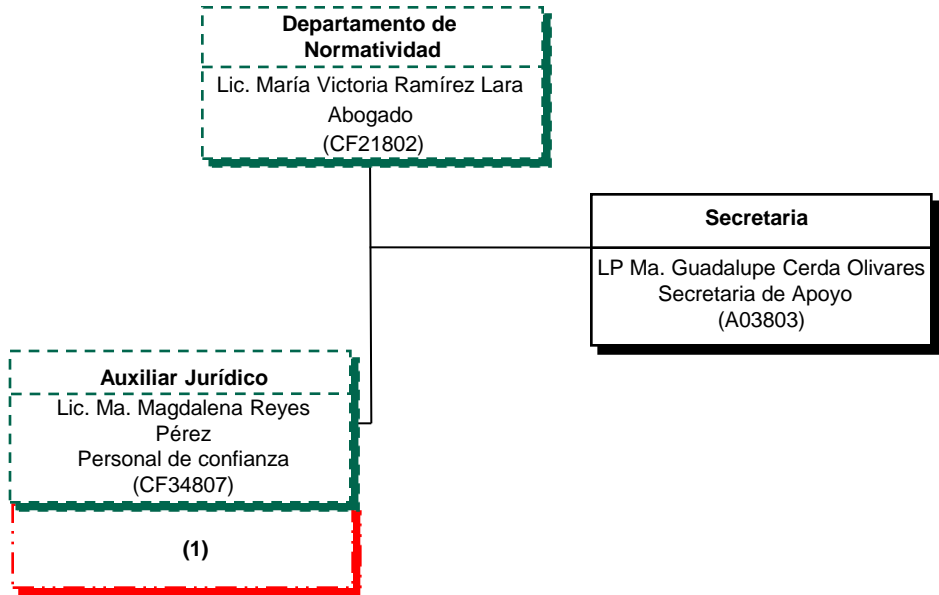 Departamento de
Normatividad
Lic. María Victoria Ramírez Lara
Abogado
(CF21802)
Secretaria
LP Ma. Guadalupe Cerda Olivares
Secretaria de Apoyo
(A03803)
Auxiliar Jurídico
Lic. Ma. Magdalena Reyes
Pérez
Personal de confianza
(CF34807)
(1)